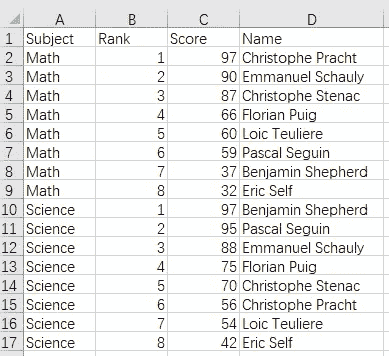 A B C D
1 Subject Rank Score Name
2 Math 1 97 Christophe Pracht
3 Math 2 90 Emmanuel Schauly
4 Math 3 87 Christophe Stenac
5 Math 4 66 Florian Puig
6 Math 5 60 Loic Teuliere
7 Math 6 59 Pascal Seguin
8 Math 7 37 Benjamin Shepherd
9 Math 8 32 Eric Self
10 Science 1 97 Benjamin Shepherd
11 Science 2 95 Pascal Seguin
12 Science 3 88 Emmanuel Schauly
13 Science 4 75 Florian Puig
14 Science 5 70 Christophe Stenac
15 Science 6 56 Christophe Pracht
16 Science 7 54 Loic Teuliere
17 Science 8 42 Eric Self